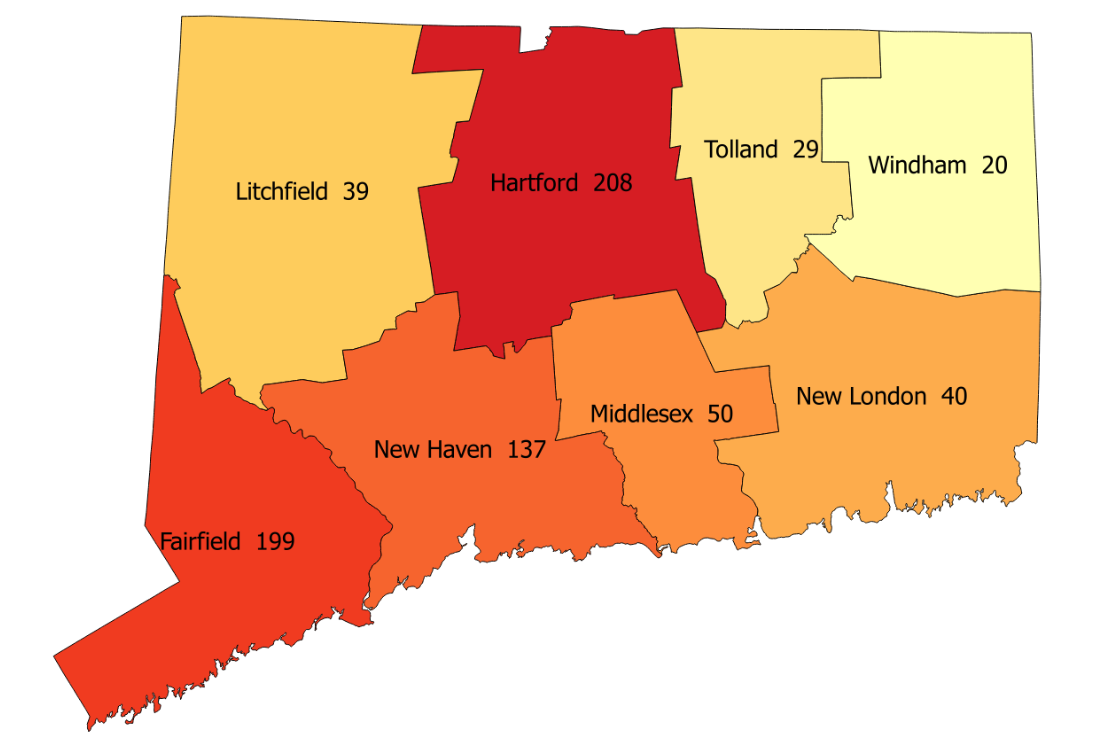 Tolland 29
Windham 20
Hartford 208
Litchfield 39
New London 40
Middlesex 50
New Haven 137
Fairfield 199